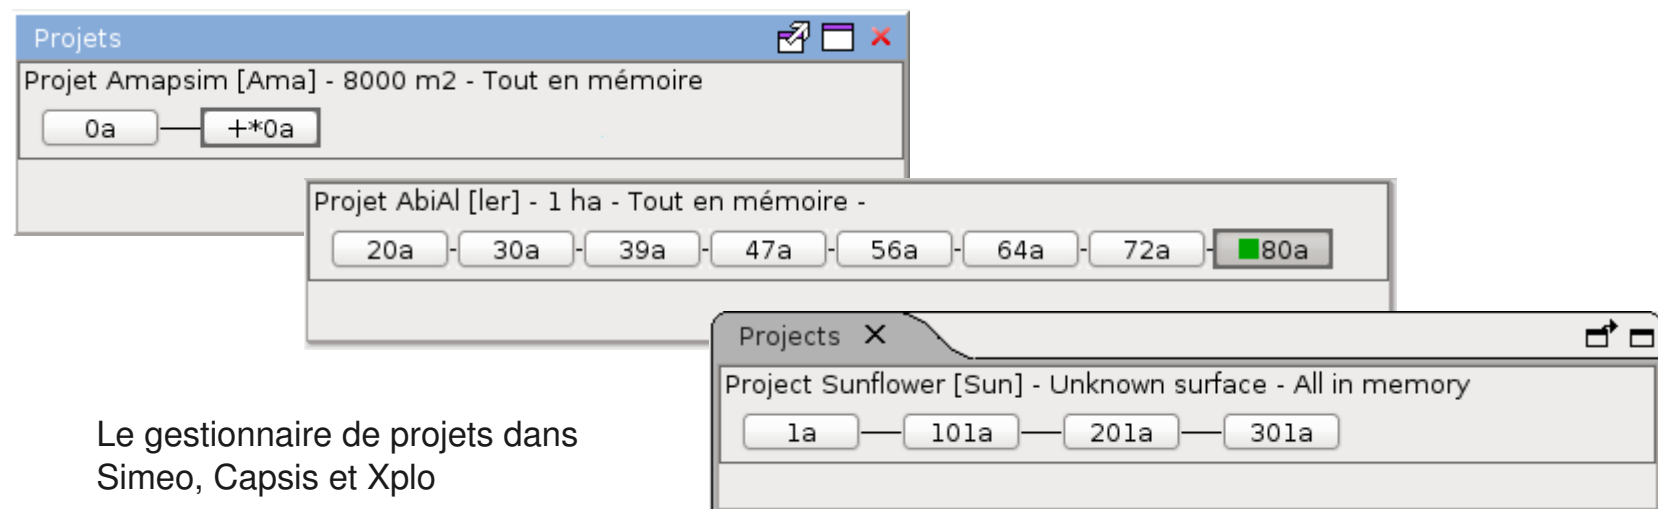 Projets
Projet Amapsim [Ama] - 8000 m2 - Tout en mémoire
0a +*0a
Projet AbiAl [ler] - 1 ha - Tout en mémoire -
20a 30a 39a 47a 56a 64a 72a 80a
Projects
Project Sunflower [Sun] - Unknown surface - All in memory
1a 101a 201a 301a
Le gestionnaire de projets dans
Simeo, Capsis et Xplo